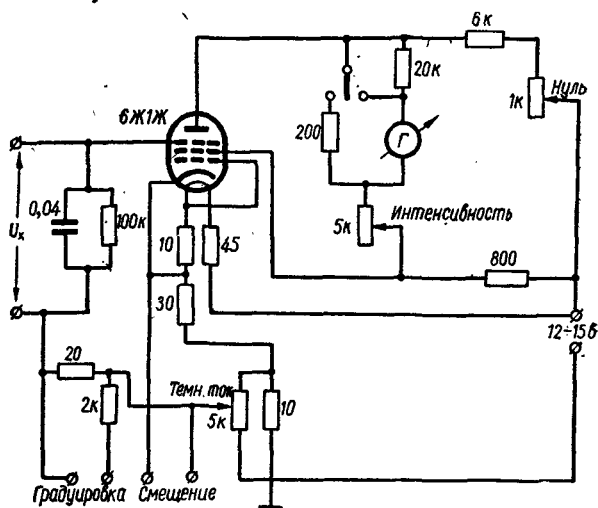 6к
20к
1к
Нуль
6Ж1Ж
200
Г
0,04
100к
Uк
10
45
5к
Интенсивность
800
30
12÷15 в
20
2к
Темн. ток
5к
10
Градуировка
Смещение